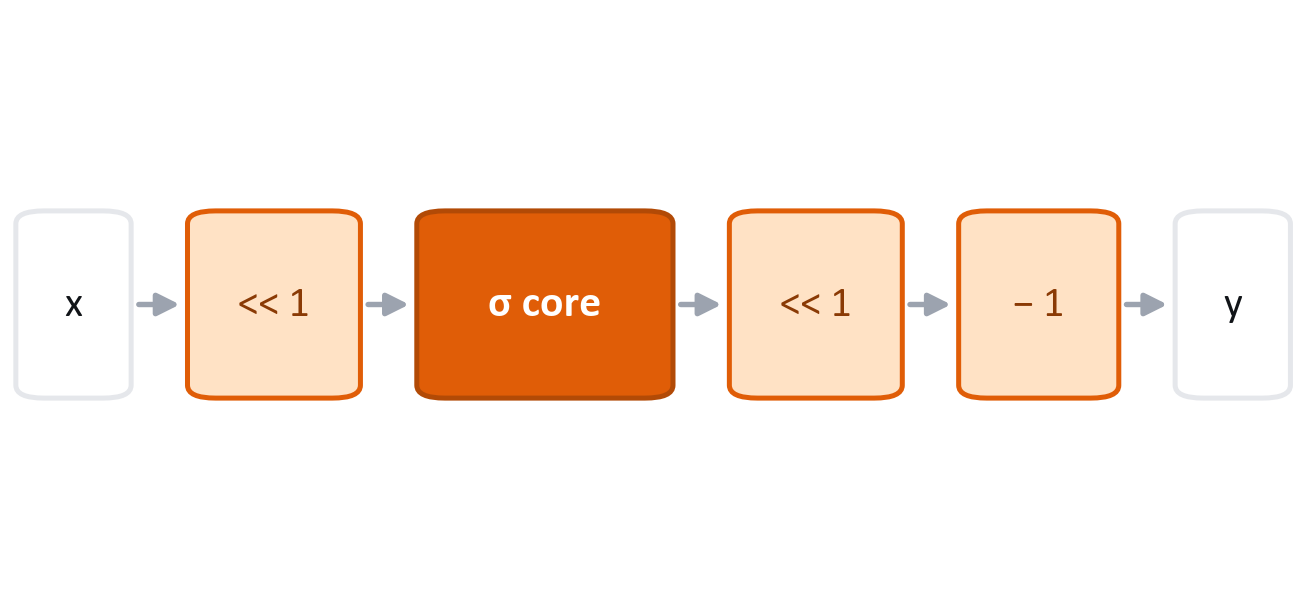 x
<< 1
σ core
<< 1
− 1
y